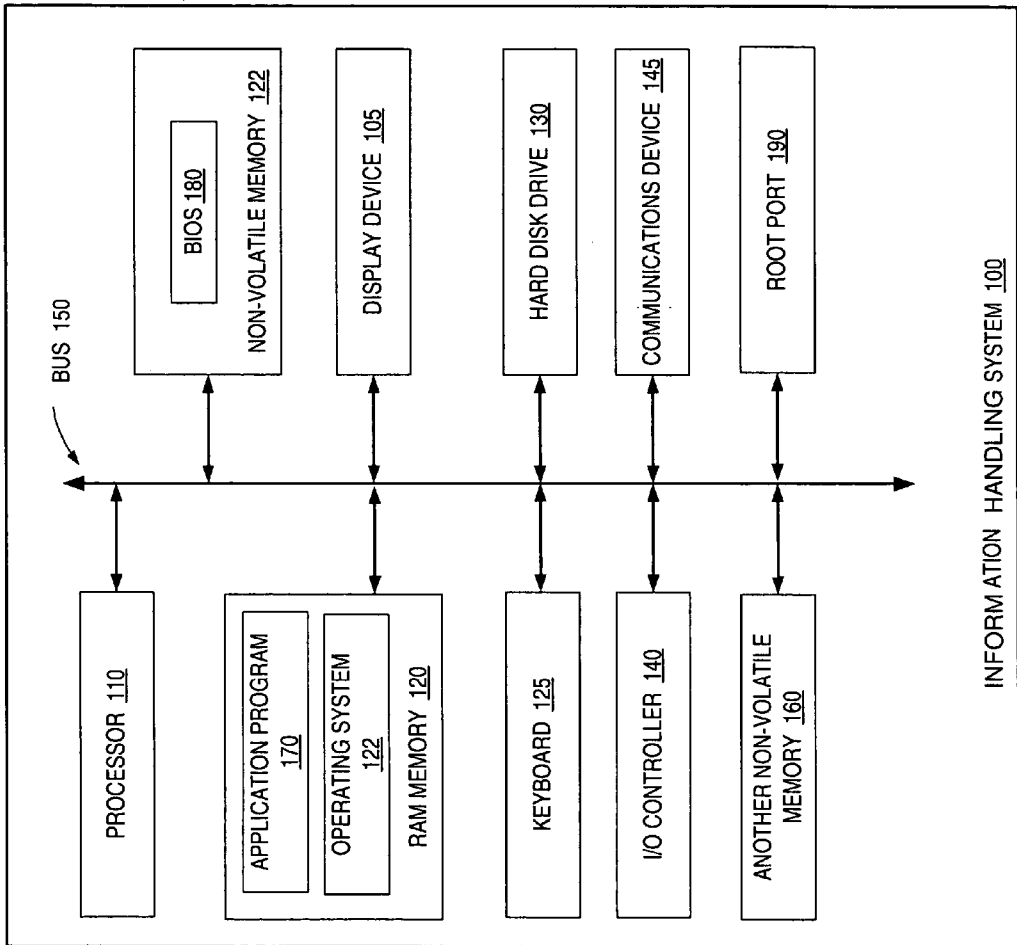 BUS 150
PROCESSOR 110
APPLICATION PROGRAM
170
OPERATING SYSTEM
122
RAM MEMORY 120
KEYBOARD 125
I/O CONTROLLER 140
ANOTHER NON-VOLATILE
MEMORY 160
BIOS 180
NON-VOLATILE MEMORY 122
DISPLAY DEVICE 105
HARD DISK DRIVE 130
COMMUNICATIONS DEVICE 145
ROOT PORT 190
INFORMATION HANDLING SYSTEM 100